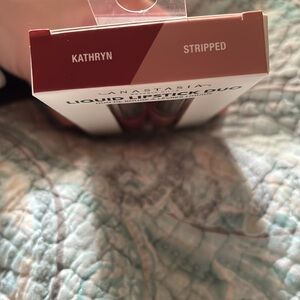 KATHRYN
STRIPPED
ANASTASIA
LIQUID LIPSTICK DUO